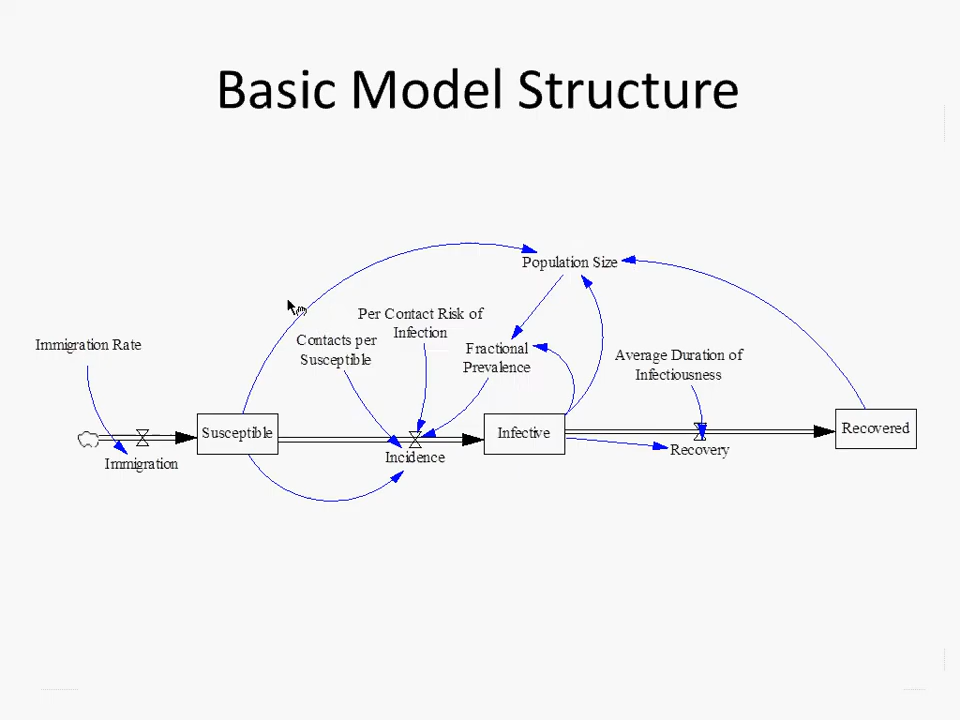 Basic Model Structure
Population Size
Per Contact Risk of
Infection
Contacts per
Susceptible
Fractional
Prevalence
Immigration Rate
Average Duration of
Infectiousness
Susceptible
Infective
Recovered
Immigration
Incidence
Recovery